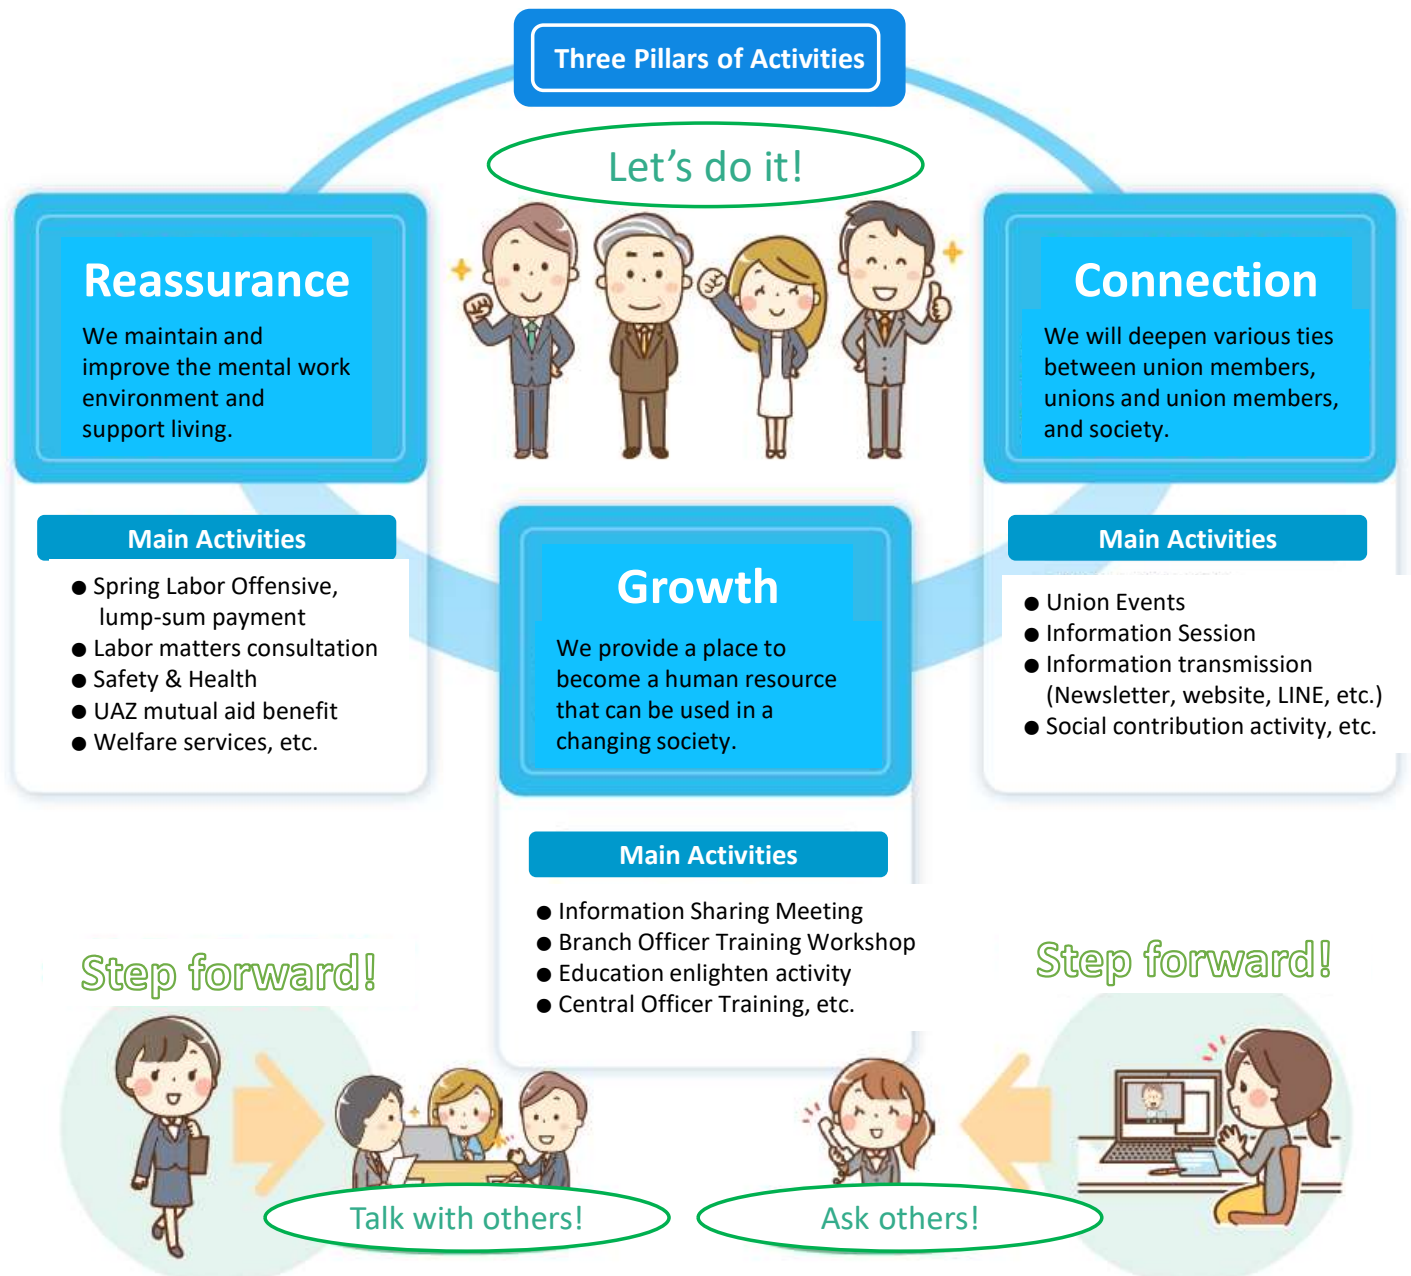 Three Pillars of Activities
Let's do it!
Reassurance
We maintain and
improve the mental work
environment and
support living.
Main Activities
● Spring Labor Offensive,
lump-sum payment
● Labor matters consultation
● Safety & Health
● UAZ mutual aid benefit
● Welfare services, etc.
Connection
We will deepen various ties
between union members,
unions and union members,
and society.
Main Activities
● Union Events
● Information Session
● Information transmission
(Newsletter, website, LINE, etc.)
● Social contribution activity, etc.
Growth
We provide a place to
become a human resource
that can be used in a
changing society.
Main Activities
● Information Sharing Meeting
● Branch Officer Training Workshop
● Education enlighten activity
● Central Officer Training, etc.
Step forward!
Talk with others!
Step forward!
Ask others!